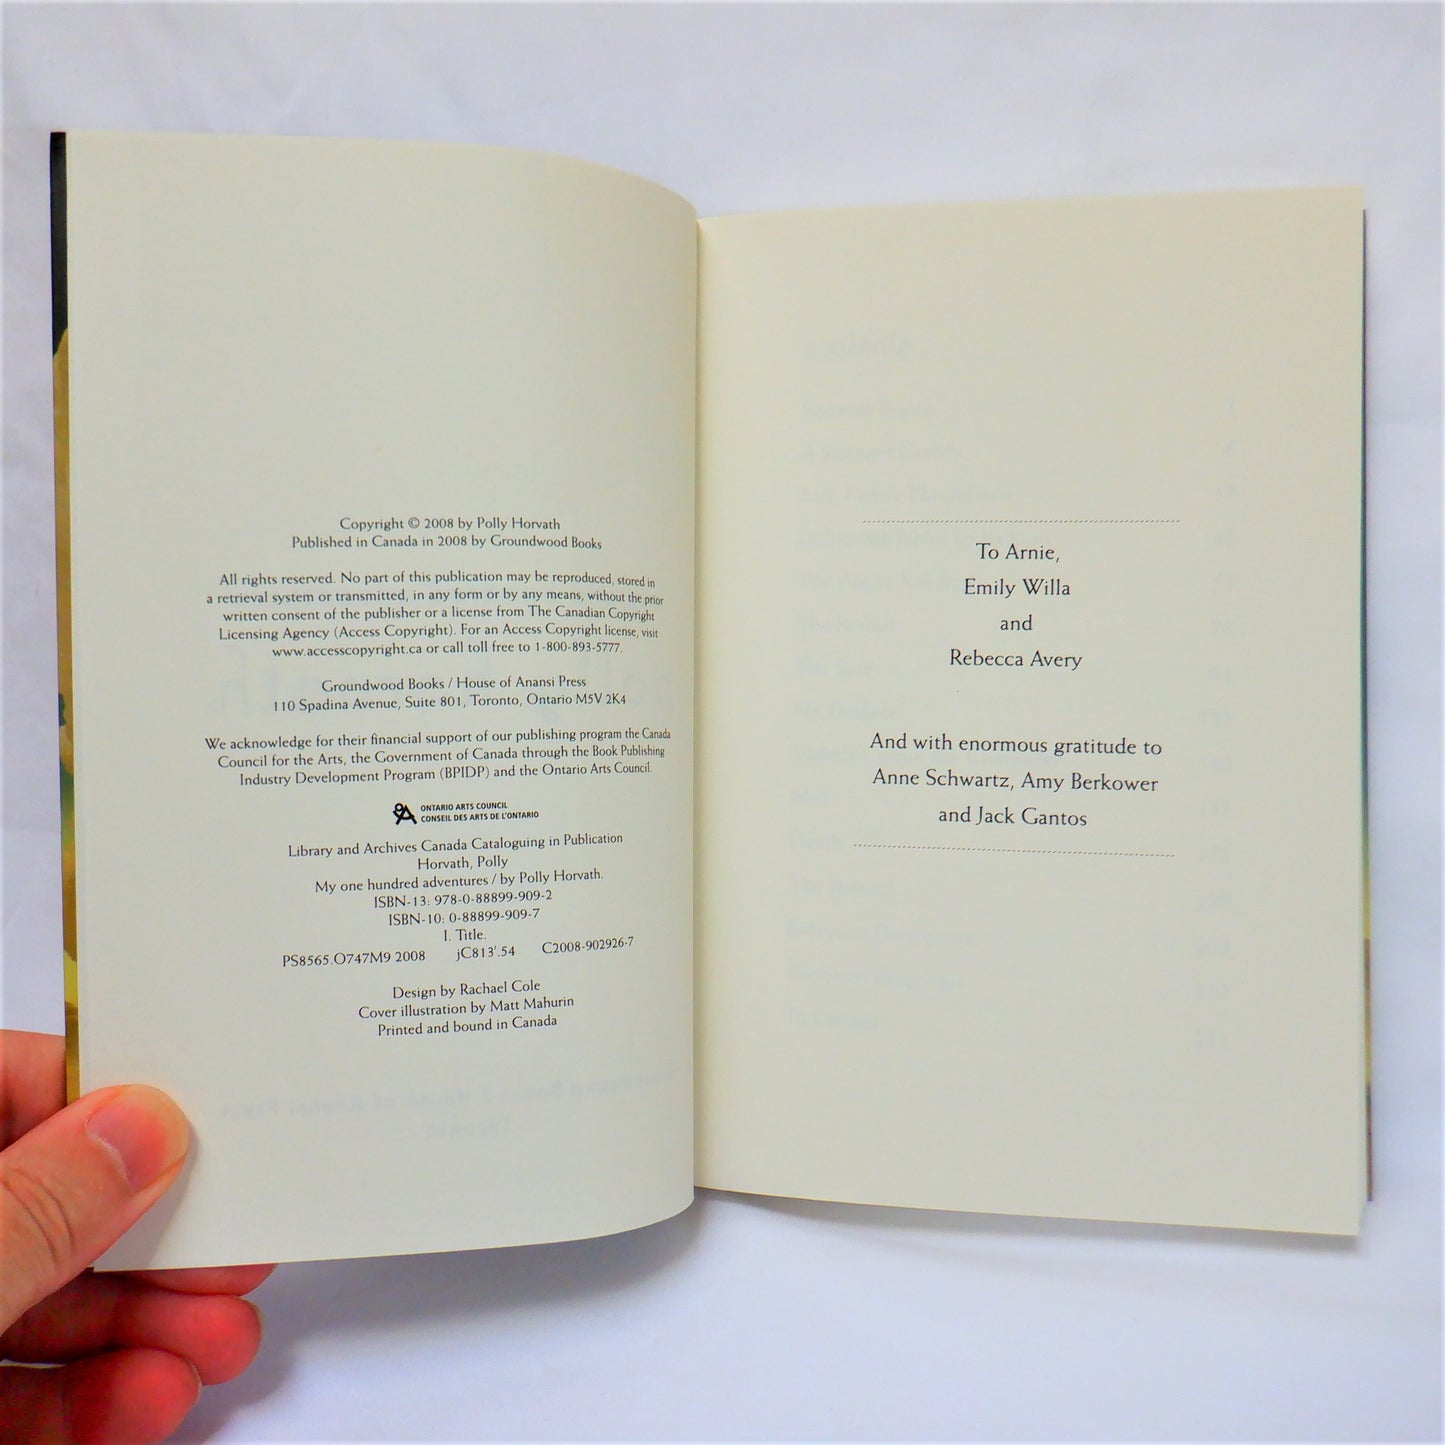 Copyright © 2008 by Polly Horvath
Published in Canada in 2008 by Groundwood Books
All rights reserved. No part of this publication may be reproduced, stored in
a retrieval system or transmitted, in any form or by any means, without the prior
written consent of the publisher or a license from The Canadian Copyright
Licensing Agency (Access Copyright). For an Access Copyright license, visit
www.accesscopyright.ca or call toll free to 1-800-893-5777.
Groundwood Books / House of Anansi Press
110 Spadina Avenue, Suite 801, Toronto, Ontario M5V 2K4
We acknowledge for their financial support of our publishing program the Canada
Council for the Arts, the Government of Canada through the Book Publishing
Industry Development Program (BPIDP) and the Ontario Arts Council.
ONTARIO ARTS COUNCIL
CONSEIL DES ARTS DE L'ONTARIO
Library and Archives Canada Cataloguing in Publication
Horvath, Polly
My one hundred adventures / by Polly Horvath.
ISBN-13: 978-0-88899-909-2
ISBN-10: 0-88899-909-7
I. Title.
PS8565.O747M9 2008 jC813'.54 C2008-902926-7
Design by Rachael Cole
Cover illustration by Matt Mahurin
Printed and bound in Canada
To Arnie,
Emily Willa
and
Rebecca Avery
And with enormous gratitude to
Anne Schwartz, Amy Berkower
and Jack Gantos